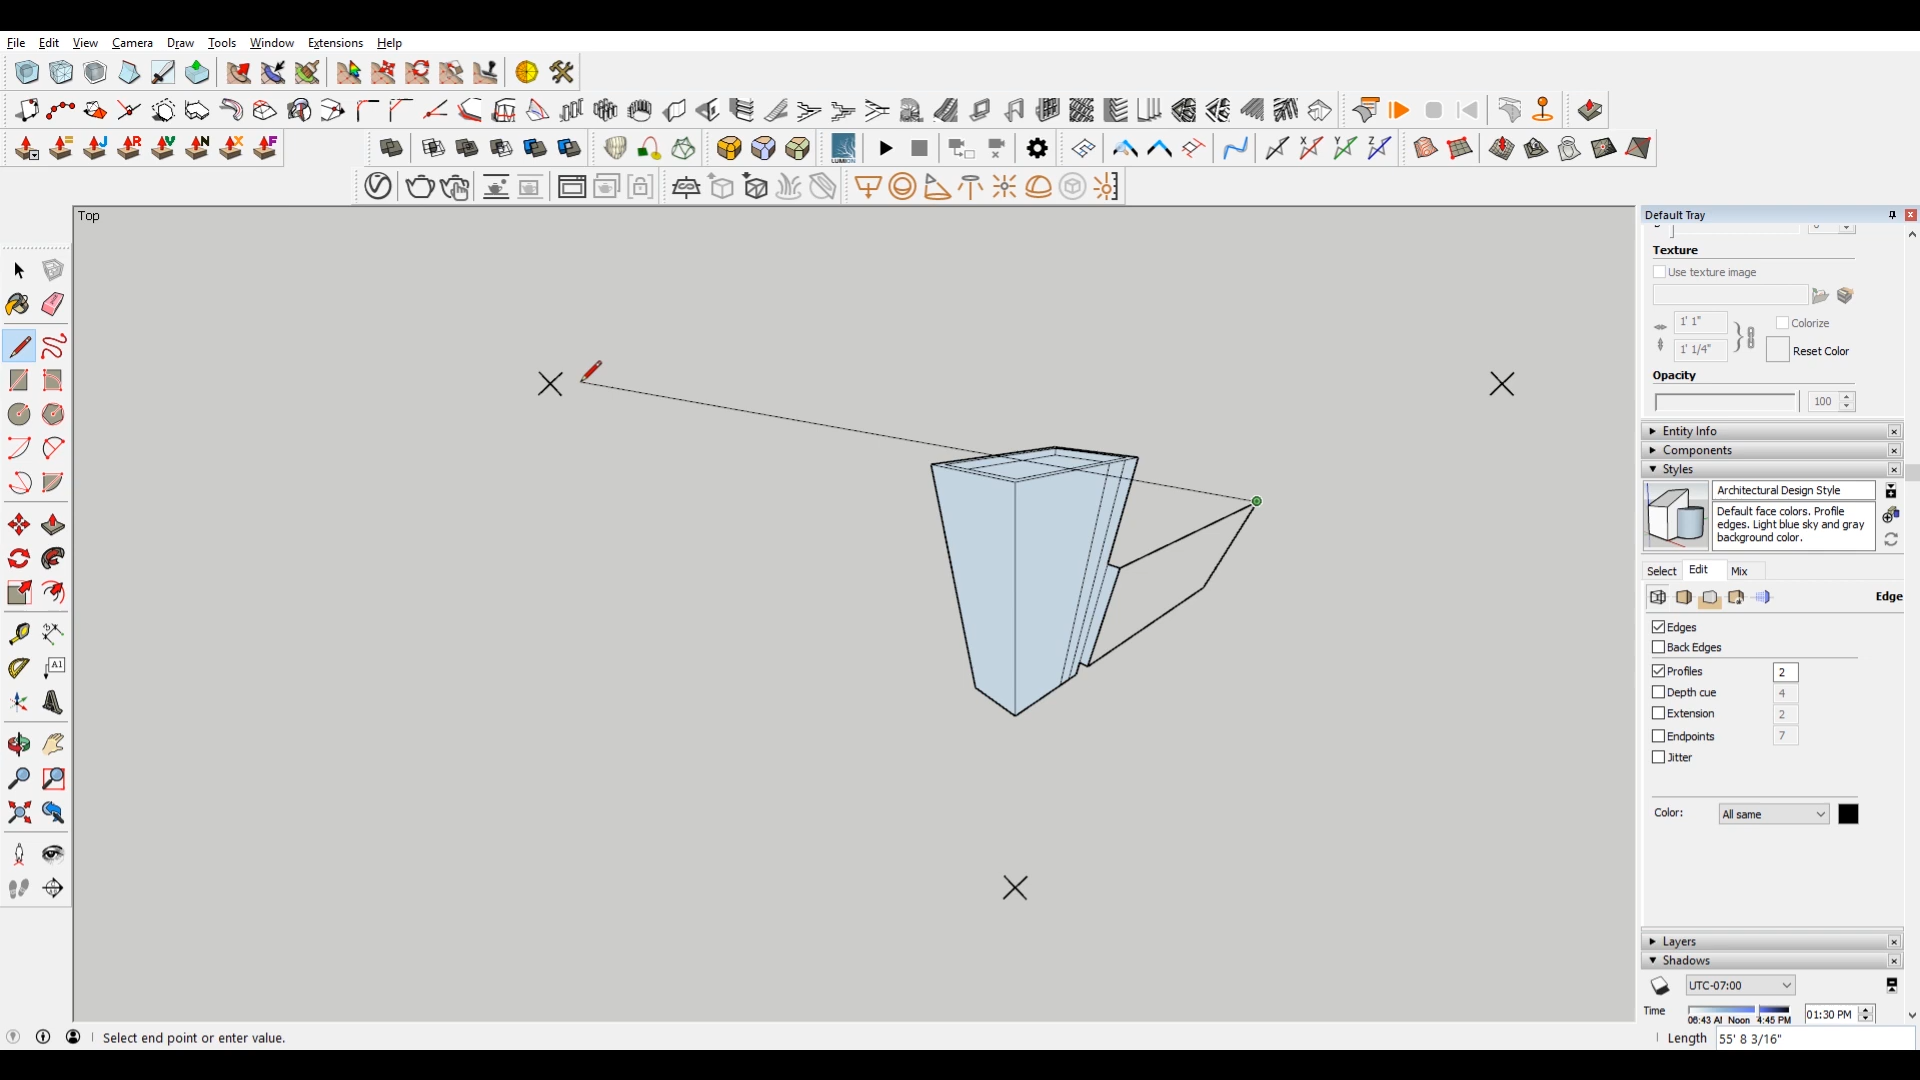 File Edit View Camera Draw Tools Window Extensions Help
J R V N X F
LUMION
X Y Z
Top
Default Tray
Texture
Use texture image
1' 1"
Colorize
1' 1/4"
Reset Color
Opacity
100
A1
Entity Info
Components
Styles
Architectural Design Style
Default face colors. Profile
edges. Light blue sky and gray
background color.
Select Edit Mix
Edge
Edges
Back Edges
Profiles 2
Depth cue 4
Extension 2
Endpoints 7
Jitter
Color: All same
Layers
Shadows
UTC-07:00
Time 06:43 AM Noon 4:45 PM 01:30 PM
Select end point or enter value.
Length 55' 8 3/16"